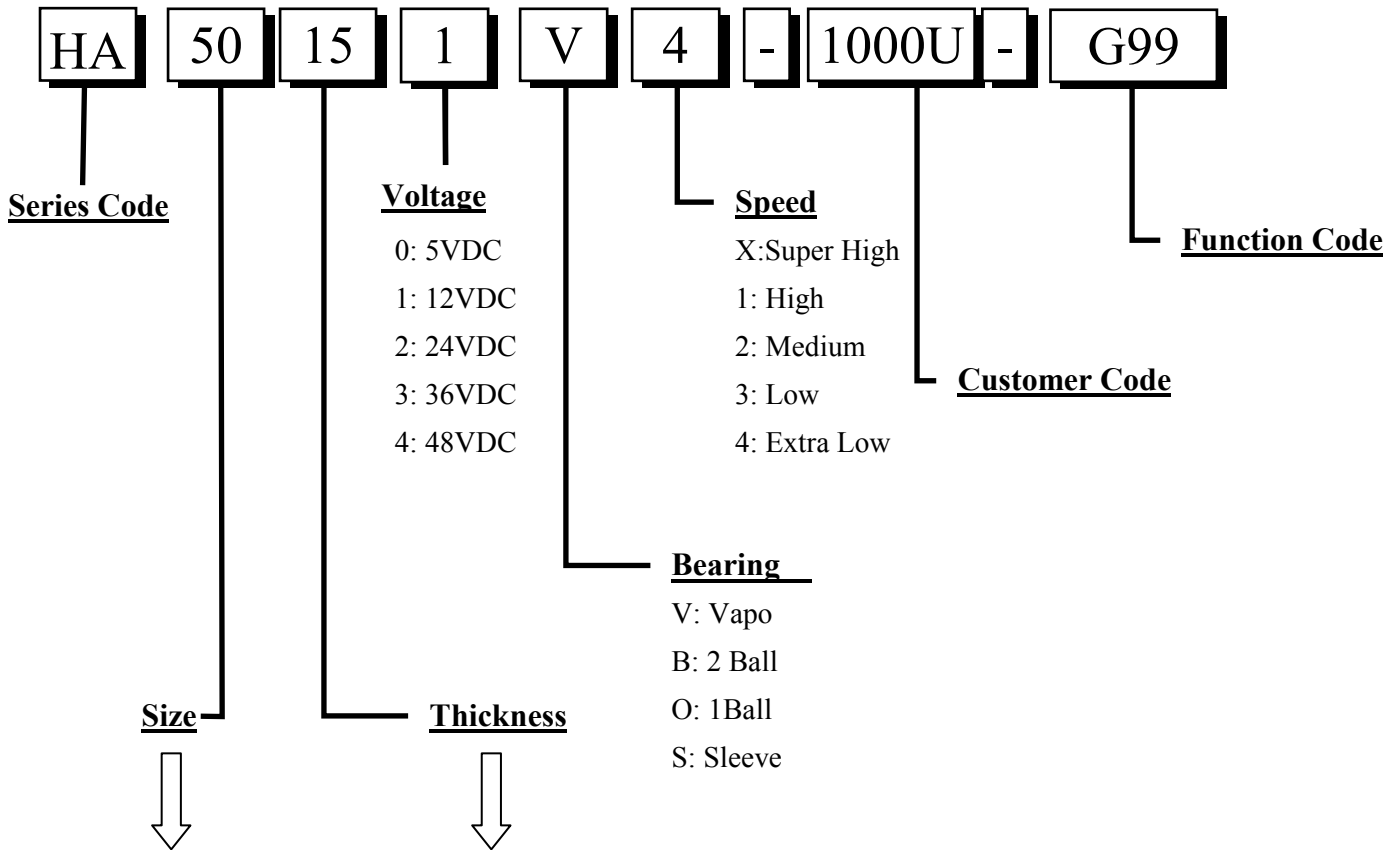 HA 50 15 1 V 4 - 1000U - G99
Series Code
Voltage
0: 5VDC
1: 12VDC
2: 24VDC
3: 36VDC
4: 48VDC
Speed
X:Super High
1: High
2: Medium
3: Low
4: Extra Low
Function Code
Customer Code
Bearing
V: Vapo
B: 2 Ball
O: 1Ball
S: Sleeve
Size
Thickness